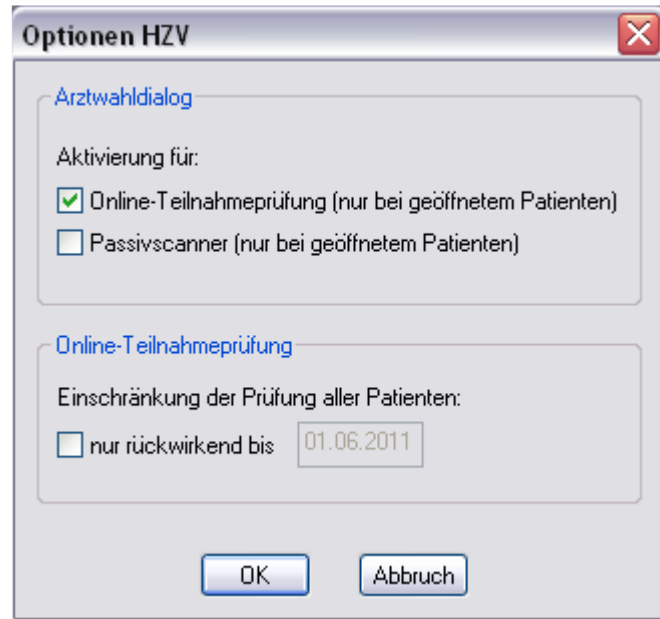 Optionen HZV
Arztwahldialog
Aktivierung für:
Online-Teilnahmeprüfung (nur bei geöffnetem Patienten)
Passivscanner (nur bei geöffnetem Patienten)
Online-Teilnahmeprüfung
Einschränkung der Prüfung aller Patienten:
nur rückwirkend bis 01.06.2011
OK Abbruch